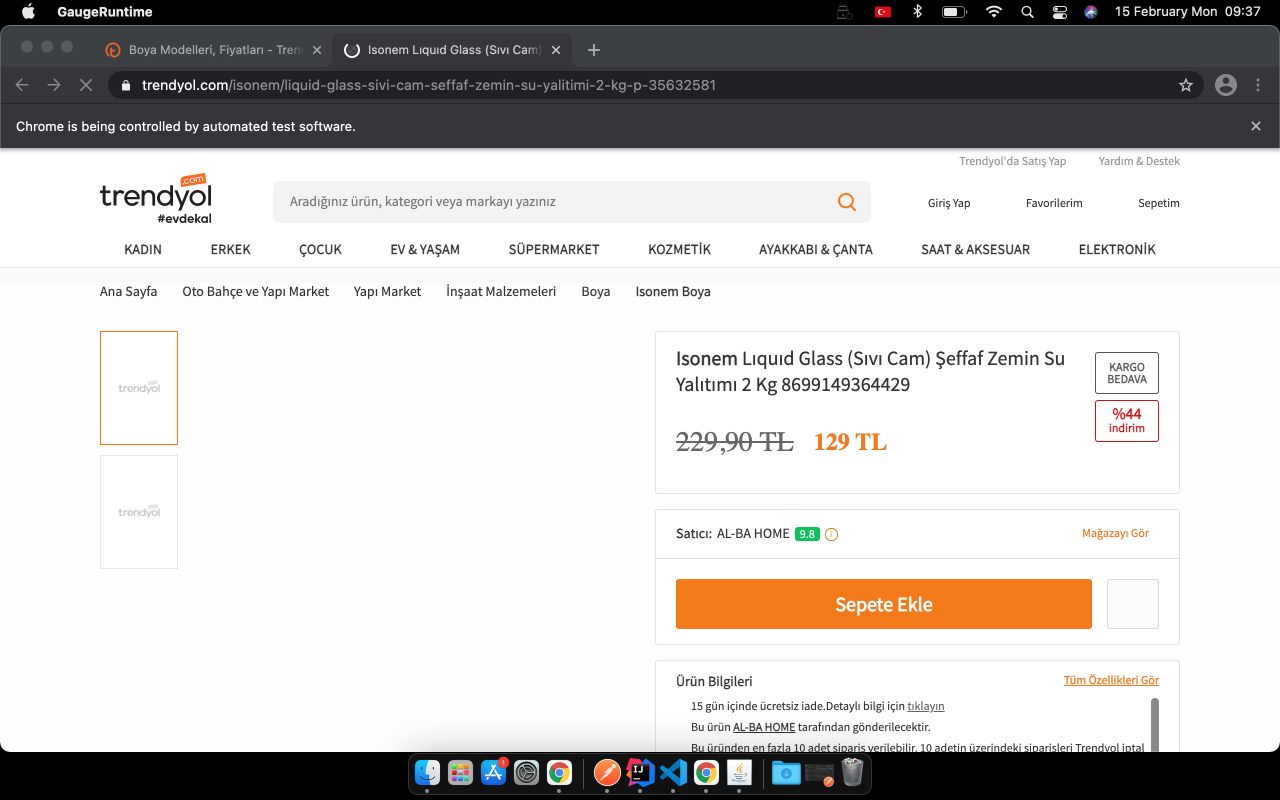 GaugeRuntime
15 February Mon 09:37
Boya Modelleri, Fiyatları - Tren
Isonem Lıquıd Glass (Sıvı Cam)
trendyol.com/isonem/liquid-glass-sivi-cam-seffaf-zemin-su-yalitimi-2-kg-p-35632581
Chrome is being controlled by automated test software.
Trendyol'da Satış Yap Yardım & Destek
.com
trendyol
#evdekal
Aradığınız ürün, kategori veya markayı yazınız
Giriş Yap Favorilerim Sepetim
KADIN ERKEK ÇOCUK EV & YAŞAM SÜPERMARKET KOZMETİK AYAKKABI & ÇANTA SAAT & AKSESUAR ELEKTRONİK
Ana Sayfa Oto Bahçe ve Yapı Market Yapı Market İnşaat Malzemeleri Boya Isonem Boya
trendyol
trendyol
Isonem Lıquıd Glass (Sıvı Cam) Şeffaf Zemin Su
Yalıtımı 2 Kg 8699149364429
KARGO
BEDAVA
%44
indirim
229,90 TL 129 TL
Satıcı: AL-BA HOME 9.8 Mağazayı Gör
Sepete Ekle
Ürün Bilgileri Tüm Özellikleri Gör
15 gün içinde ücretsiz iade.Detaylı bilgi için tıklayın
Bu ürün AL-BA HOME tarafından gönderilecektir.
Bu üründen en fazla 10 adet sipariş verilebilir. 10 adetin üzerindeki siparişleri Trendyol iptal
1
IJ